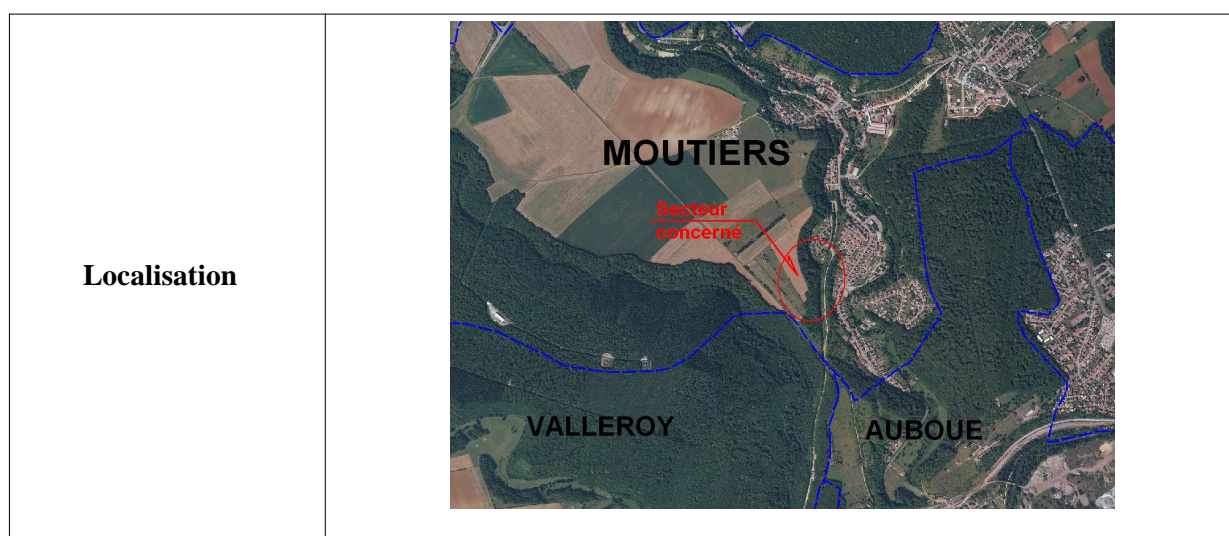 Localisation
MOUTIERS
Secteur
concerné
VALLEROY
AUBOUE